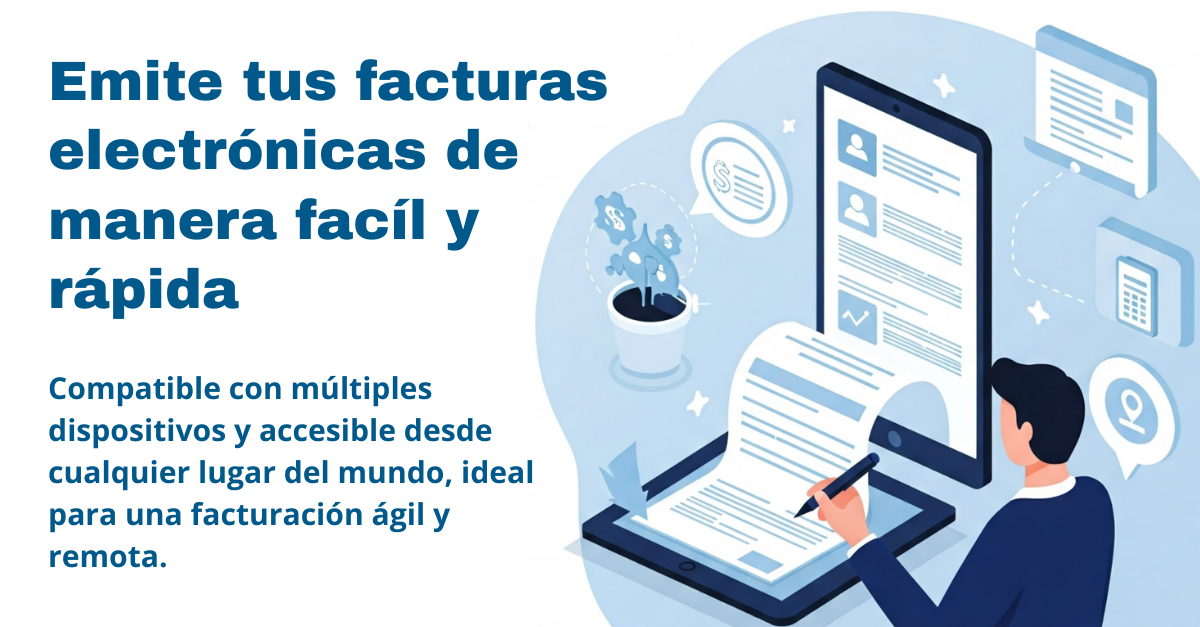 Emite tus facturas
electrónicas de
manera facíl y
rápida
Compatible con múltiples
dispositivos y accesible desde
cualquier lugar del mundo, ideal
para una facturación ágil y
remota.